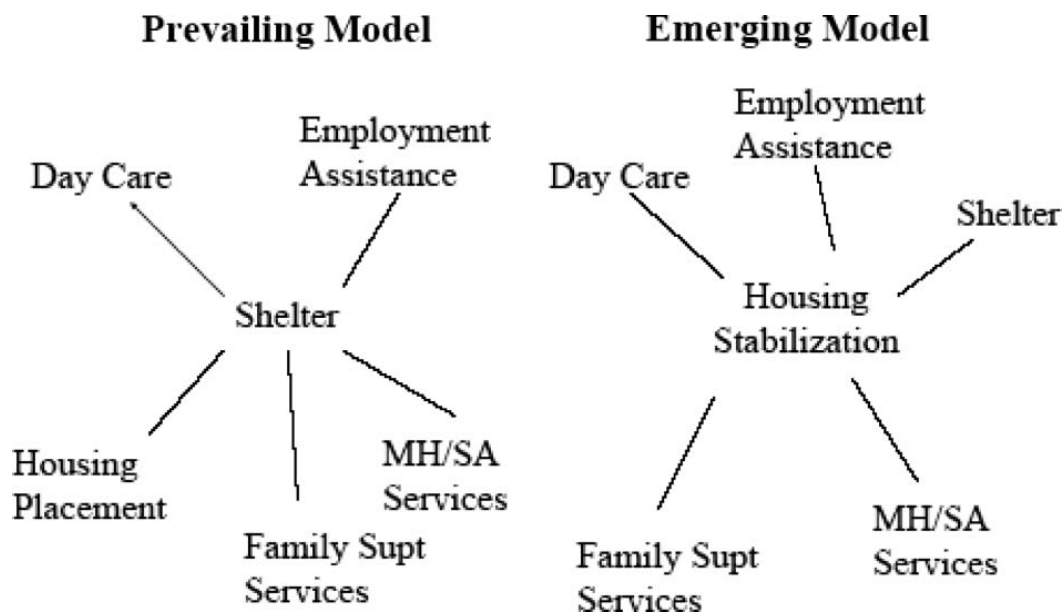 Prevailing Model
Day Care
Employment
Assistance
Shelter
Housing
Placement
Family Supt
Services
MH/SA
Services
Emerging Model
Day Care
Employment
Assistance
Shelter
Housing
Stabilization
Family Supt
Services
MH/SA
Services